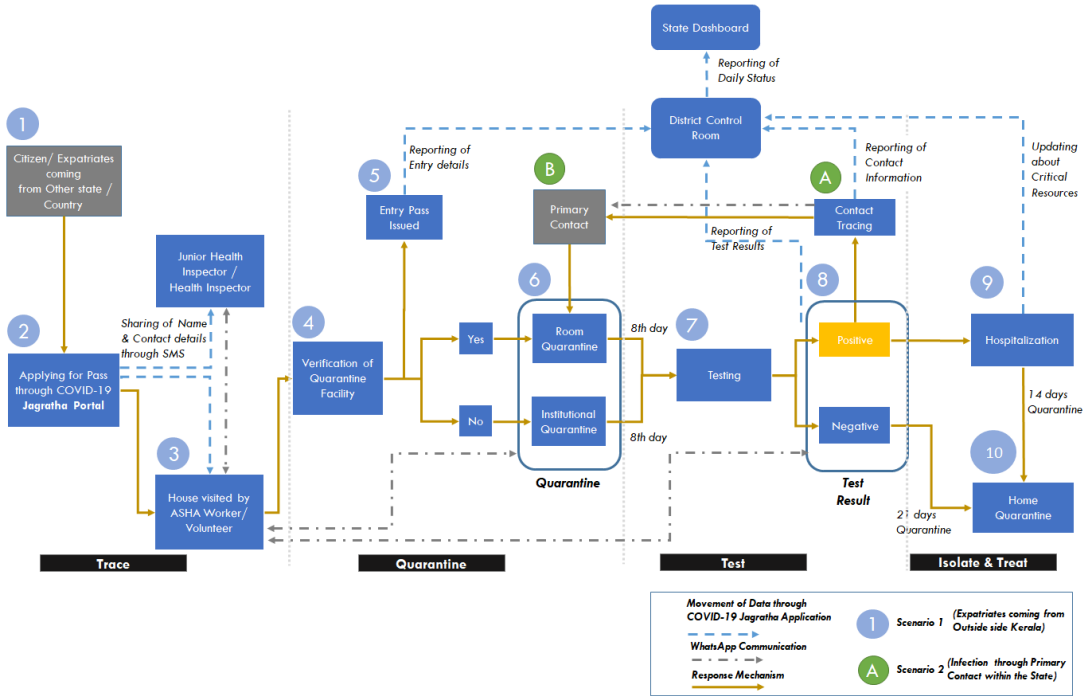 State Dashboard
Reporting of
Daily Status
1
District Control
Room
Citizen/ Expatriates
coming
from Other state /
Country
Reporting of
Entry details
B
Reporting of
Contact
Information
Updating
about
Critical
Resources
5
A
Entry Pass
Issued
Primary
Contact
Contact
Tracing
Reporting of
Test Results
Junior Health
Inspector /
Health Inspector
6
8
9
2
Sharing of Name
& Contact details
through SMS
4
7
Yes
Room
Quarantine
8th day
Positive
Hospitalization
Applying for Pass
through COVID-19
Jagratha Portal
Verification of
Quarantine
Facility
Testing
14 days
Quarantine
No
Institutional
Quarantine
8th day
Negative
3
10
Quarantine
Test
Result
House visited by
ASHA Worker/
Volunteer
21 days
Quarantine
Home
Quarantine
Trace
Quarantine
Test
Isolate & Treat
Movement of Data through
COVID-19 Jagratha Application
WhatsApp Communication
Response Mechanism
1
Scenario 1
(Expatriates coming from
Outside side Kerala)
A
Scenario 2
(Infection through Primary
Contact within the State)